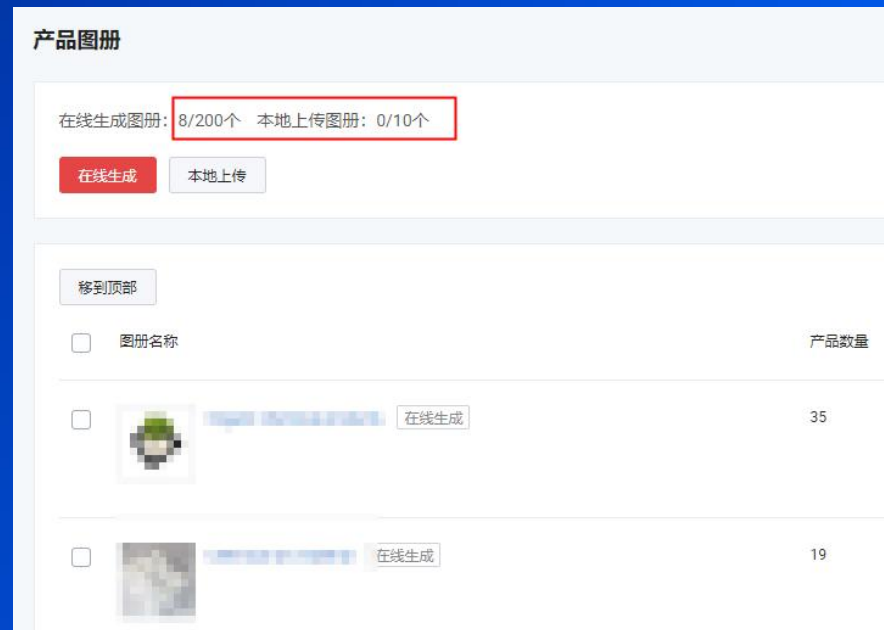 产品图册
在线生成图册：8/200个 本地上传图册：0/10个
在线生成 本地上传
移到顶部
图册名称 产品数量
在线生成 35
在线生成 19